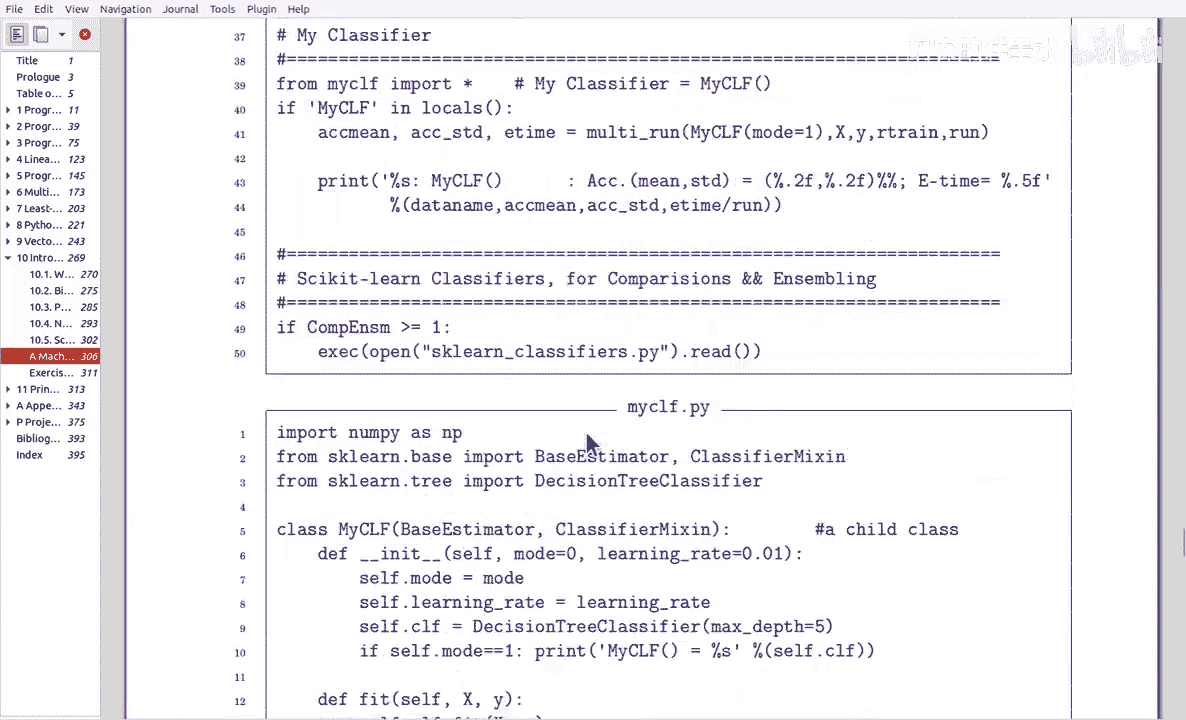 File Edit View Navigation Journal Tools Plugin Help
Title 1
Prologue 3
Table o... 5
1 Progr... 11
2 Progr... 39
3 Progr... 75
4 Linea... 123
5 Progr... 145
6 Multi... 173
7 Least-... 203
8 Pytho... 221
9 Vecto... 243
10 Intro... 269
10.1. W... 270
10.2. Bi... 275
10.3. P... 285
10.4. N... 293
10.5. Sc... 302
A Mach... 306
Exercis... 311
11 Prin... 313
A Appe... 343
P Proje... 375
Bibliog... 393
Index 395
37 # My Classifier
38 #======================================================================
39 from myclf import *    # My Classifier = MyCLF()
40 if 'MyCLF' in locals():
41     accmean, acc_std, etime = multi_run(MyCLF(mode=1),X,y,rtrain,run)
42
43     print('%s: MyCLF()      : Acc.(mean,std) = (%.2f,%.2f)%%; E-time= %.5f'
44            %(dataname,accmean,acc_std,etime/run))
45
46 #======================================================================
47 # Scikit-learn Classifiers, for Comparisions && Ensembling
48 #======================================================================
49 if CompEnsm >= 1:
50     exec(open("sklearn_classifiers.py").read())
myclf.py
1 import numpy as np
2 from sklearn.base import BaseEstimator, ClassifierMixin
3 from sklearn.tree import DecisionTreeClassifier
4
5 class MyCLF(BaseEstimator, ClassifierMixin):        #a child class
6     def __init__(self, mode=0, learning_rate=0.01):
7         self.mode = mode
8         self.learning_rate = learning_rate
9         self.clf = DecisionTreeClassifier(max_depth=5)
10         if self.mode==1: print('MyCLF() = %s' %(self.clf))
11
12     def fit(self, X, y):